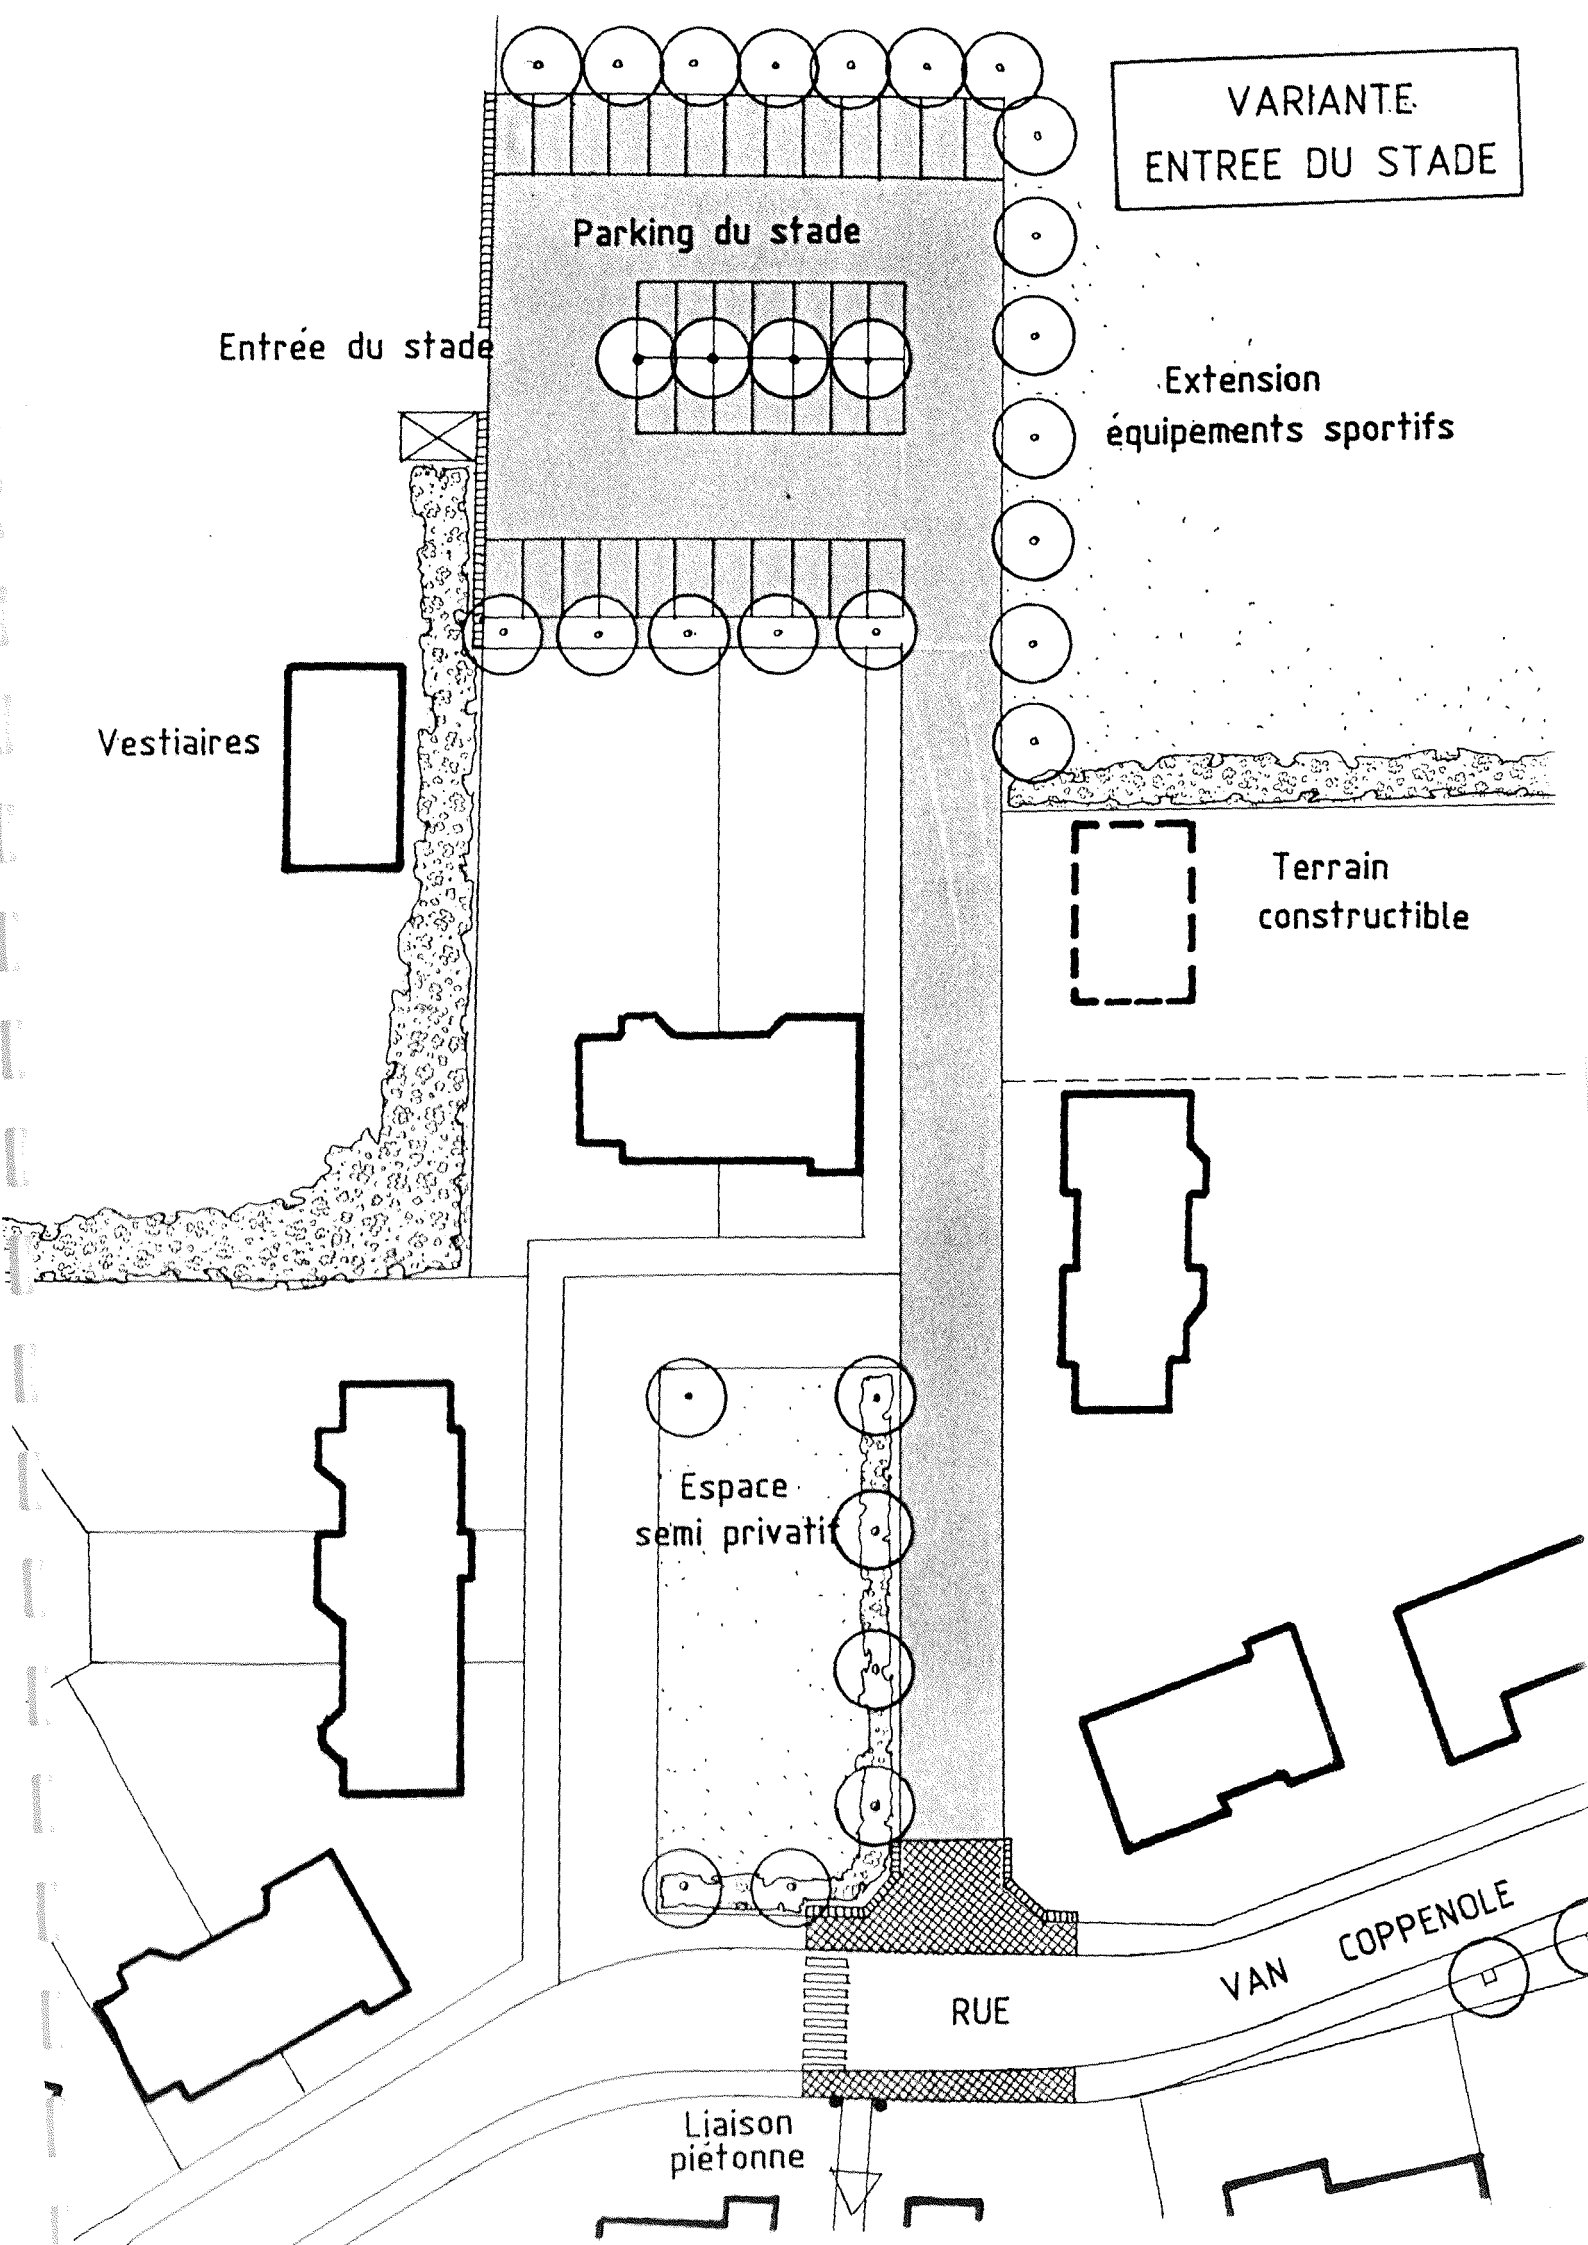 VARIANTE
ENTREE DU STADE
Parking du stade
Entrée du stade
Extension
équipements sportifs
Vestiaires
Terrain
constructible
Espace
semi privatif
RUE VAN COPPENOLE
Liaison
piétonne